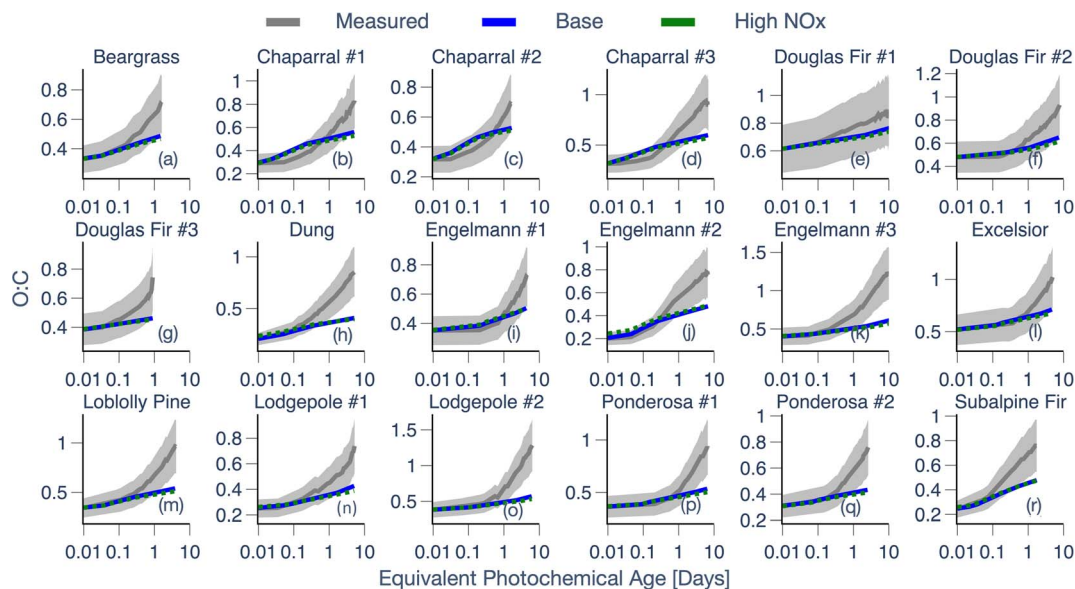 Measured Base High NOx
Beargrass Chaparral #1 Chaparral #2 Chaparral #3 Douglas Fir #1 Douglas Fir #2
0.8 0.6 0.4 (a)
1 0.8 0.6 0.4 0.2 (b)
0.8 0.6 0.4 0.2 (c)
1 0.5 (d)
1 0.8 0.6 (e)
1.2 1 0.8 0.6 0.4 (f)
0.01 0.1 1 10 0.01 0.1 1 10 0.01 0.1 1 10 0.01 0.1 1 10 0.01 0.1 1 10 0.01 0.1 1 10
Douglas Fir #3 Dung Engelmann #1 Engelmann #2 Engelmann #3 Excelsior
O:C
0.8 0.6 0.4 (g)
1 0.5 (h)
0.8 0.6 0.4 (i)
1 0.8 0.6 0.4 0.2 (j)
1.5 1 0.5 (k)
1 0.5 (l)
0.01 0.1 1 10 0.01 0.1 1 10 0.01 0.1 1 10 0.01 0.1 1 10 0.01 0.1 1 10 0.01 0.1 1 10
Loblolly Pine Lodgepole #1 Lodgepole #2 Ponderosa #1 Ponderosa #2 Subalpine Fir
1 0.5 (m)
0.8 0.6 0.4 0.2 (n)
1.5 1 0.5 (o)
1 0.5 (p)
1 0.8 0.6 0.4 0.2 (q)
0.8 0.6 0.4 0.2 (r)
0.01 0.1 1 10 0.01 0.1 1 10 0.01 0.1 1 10 0.01 0.1 1 10 0.01 0.1 1 10 0.01 0.1 1 10
Equivalent Photochemical Age [Days]